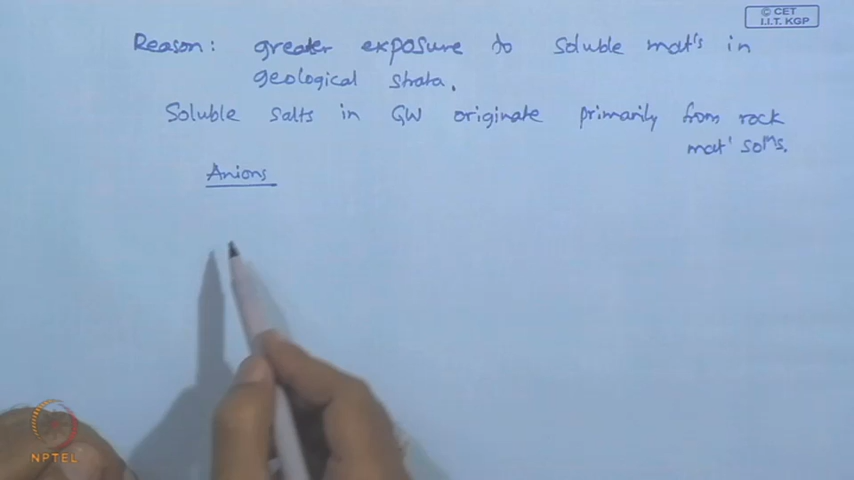 © CET
I.I.T. KGP
Reason: greater exposure to soluble mat's in
geological strata.
Soluble salts in GW originate primarily from rock
mat' solns.
Anions
NPTEL